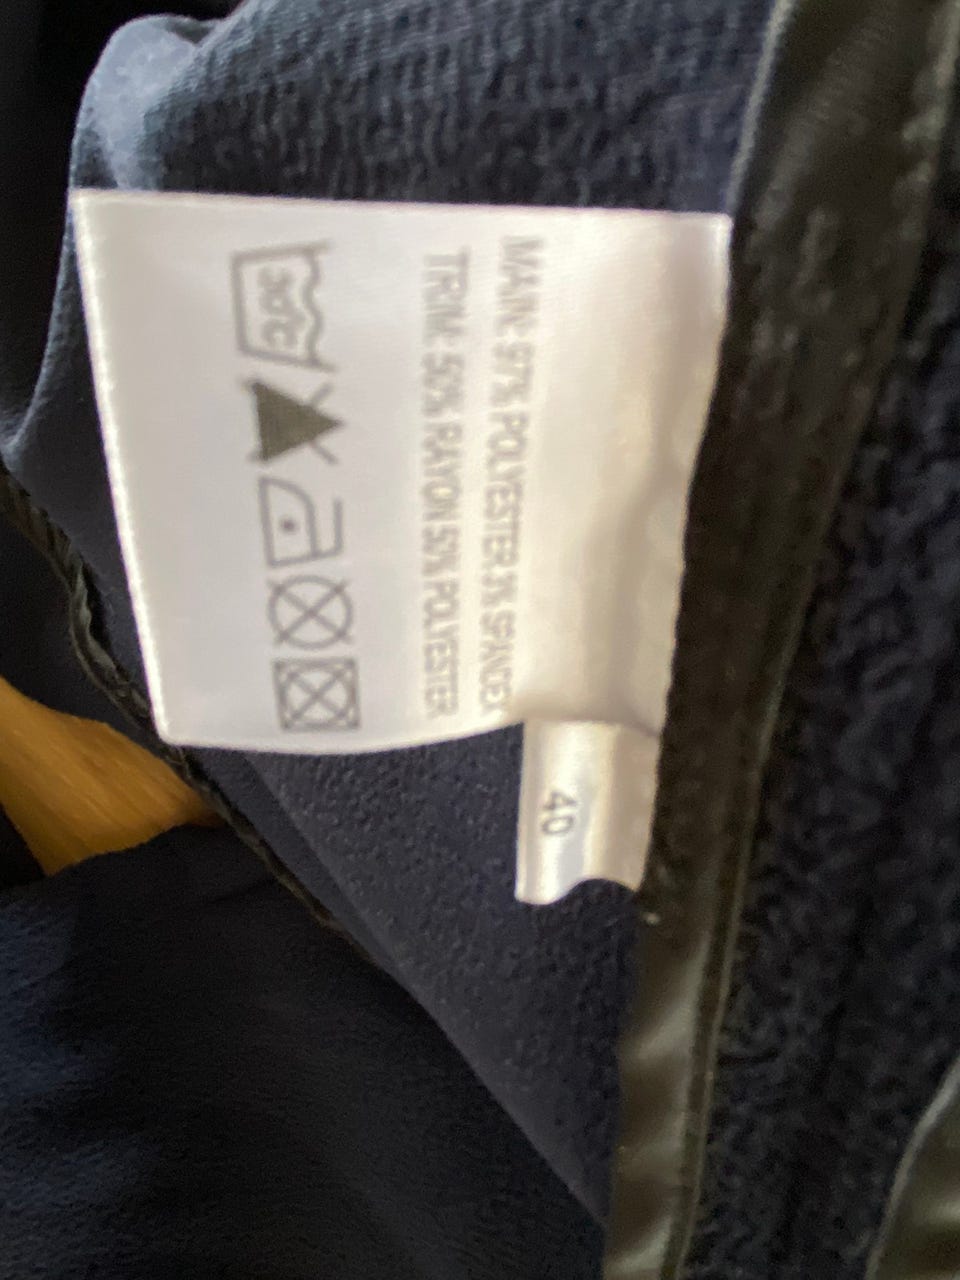 MAIN: 97% POLYESTER 3% SPANDEX
TRIM: 50% RAYON 50% POLYESTER
30°C
40